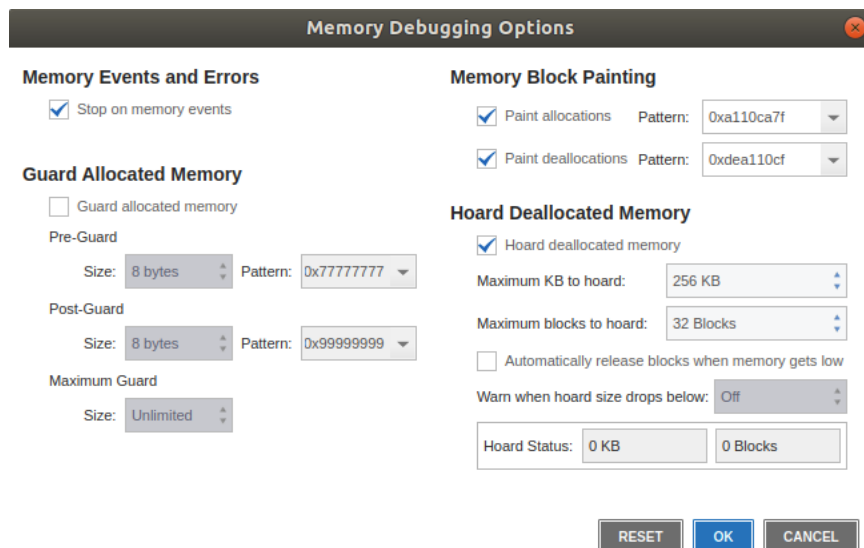 Memory Debugging Options
Memory Events and Errors
Stop on memory events
Guard Allocated Memory
Guard allocated memory
Pre-Guard
Size: 8 bytes Pattern: 0x77777777
Post-Guard
Size: 8 bytes Pattern: 0x99999999
Maximum Guard
Size: Unlimited
Memory Block Painting
Paint allocations Pattern: 0xa110ca7f
Paint deallocations Pattern: 0xdea110cf
Hoard Deallocated Memory
Hoard deallocated memory
Maximum KB to hoard: 256 KB
Maximum blocks to hoard: 32 Blocks
Automatically release blocks when memory gets low
Warn when hoard size drops below: Off
Hoard Status: 0 KB 0 Blocks
RESET OK CANCEL